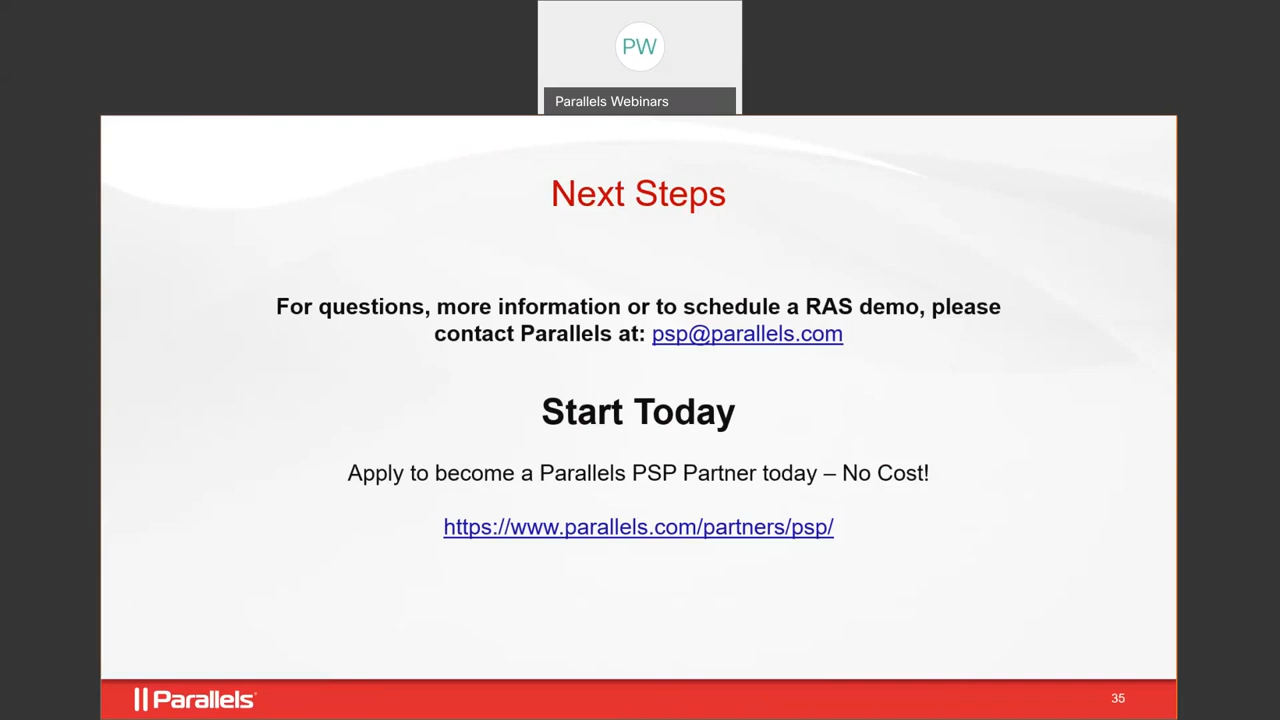 PW
Parallels Webinars
Next Steps
For questions, more information or to schedule a RAS demo, please
contact Parallels at: psp@parallels.com
Start Today
Apply to become a Parallels PSP Partner today – No Cost!
https://www.parallels.com/partners/psp/
Parallels
35